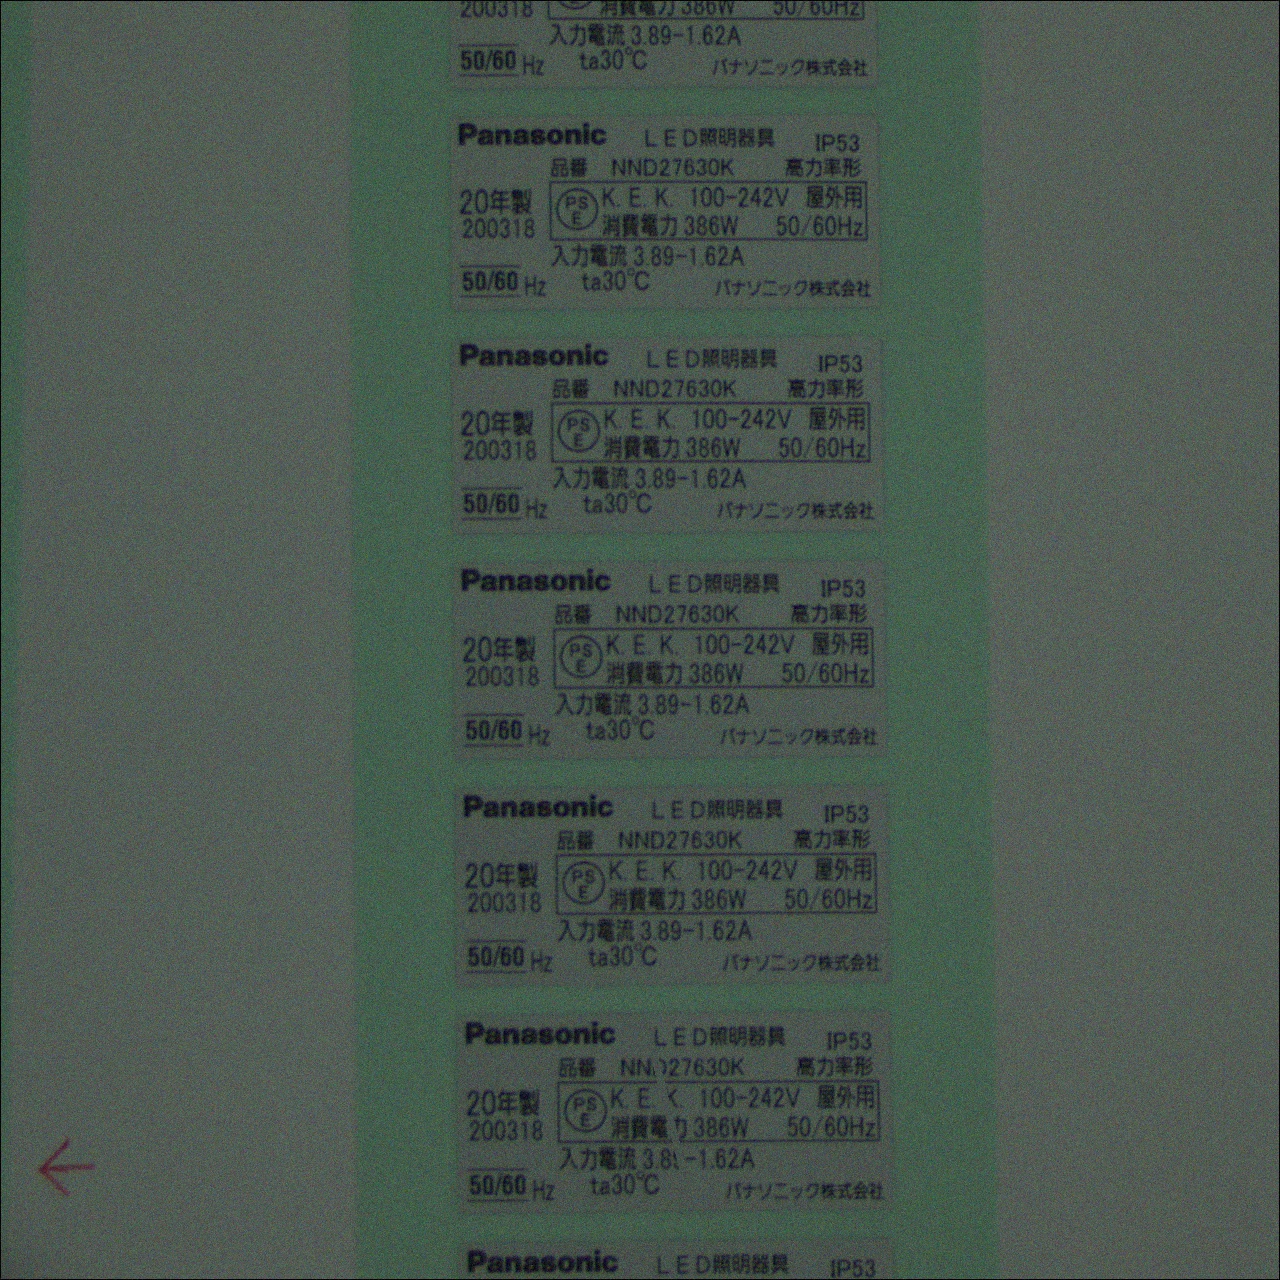 200318 消費電力 386W 50/60Hz
入力電流 3.89-1.62A
50/60 Hz ta30℃ パナソニック株式会社
Panasonic LED照明器具 IP53
品番 NND27630K 高力率形
20年製 PSE K.E.K. 100-242V 屋外用
200318 消費電力 386W 50/60Hz
入力電流 3.89-1.62A
50/60 Hz ta30℃ パナソニック株式会社
Panasonic LED照明器具 IP53
品番 NND27630K 高力率形
20年製 PSE K.E.K. 100-242V 屋外用
200318 消費電力 386W 50/60Hz
入力電流 3.89-1.62A
50/60 Hz ta30℃ パナソニック株式会社
Panasonic LED照明器具 IP53
品番 NND27630K 高力率形
20年製 PSE K.E.K. 100-242V 屋外用
200318 消費電力 386W 50/60Hz
入力電流 3.89-1.62A
50/60 Hz ta30℃ パナソニック株式会社
Panasonic LED照明器具 IP53
品番 NND27630K 高力率形
20年製 PSE K.E.K. 100-242V 屋外用
200318 消費電力 386W 50/60Hz
入力電流 3.89-1.62A
50/60 Hz ta30℃ パナソニック株式会社
Panasonic LED照明器具 IP53
品番 NND27630K 高力率形
20年製 PSE K.E.K. 100-242V 屋外用
200318 消費電力 386W 50/60Hz
入力電流 3.89-1.62A
50/60 Hz ta30℃ パナソニック株式会社
Panasonic LED照明器具 IP53